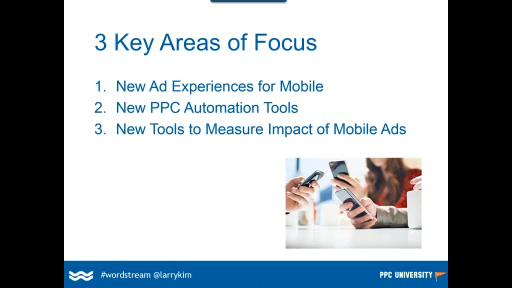 3 Key Areas of Focus
1. New Ad Experiences for Mobile
2. New PPC Automation Tools
3. New Tools to Measure Impact of Mobile Ads
#wordstream @larrykim
PPC UNIVERSITY